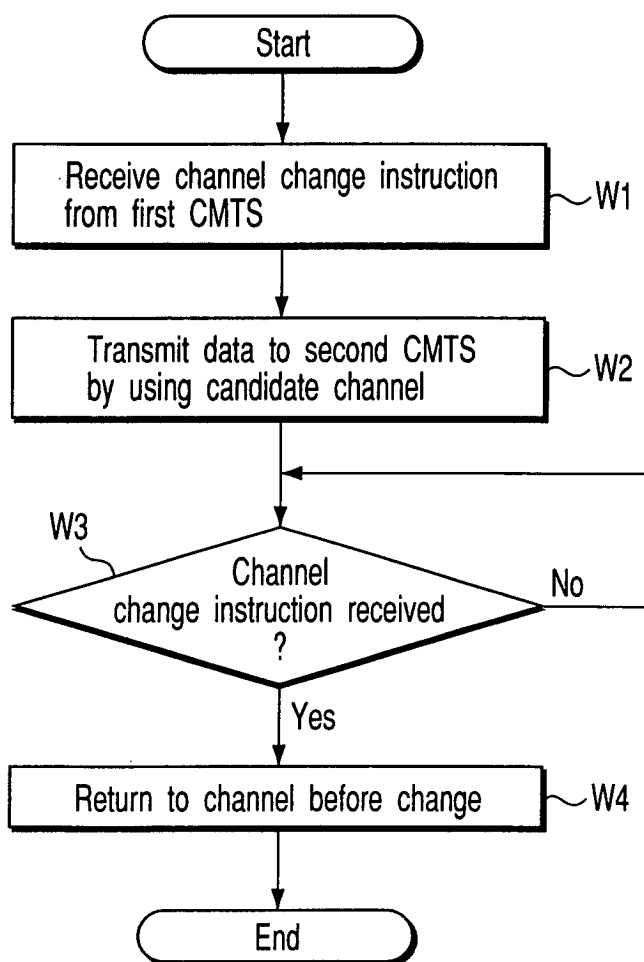 Start
Receive channel change instruction
from first CMTS
W1
Transmit data to second CMTS
by using candidate channel
W2
W3
Channel
change instruction received
?
No
Yes
Return to channel before change
W4
End